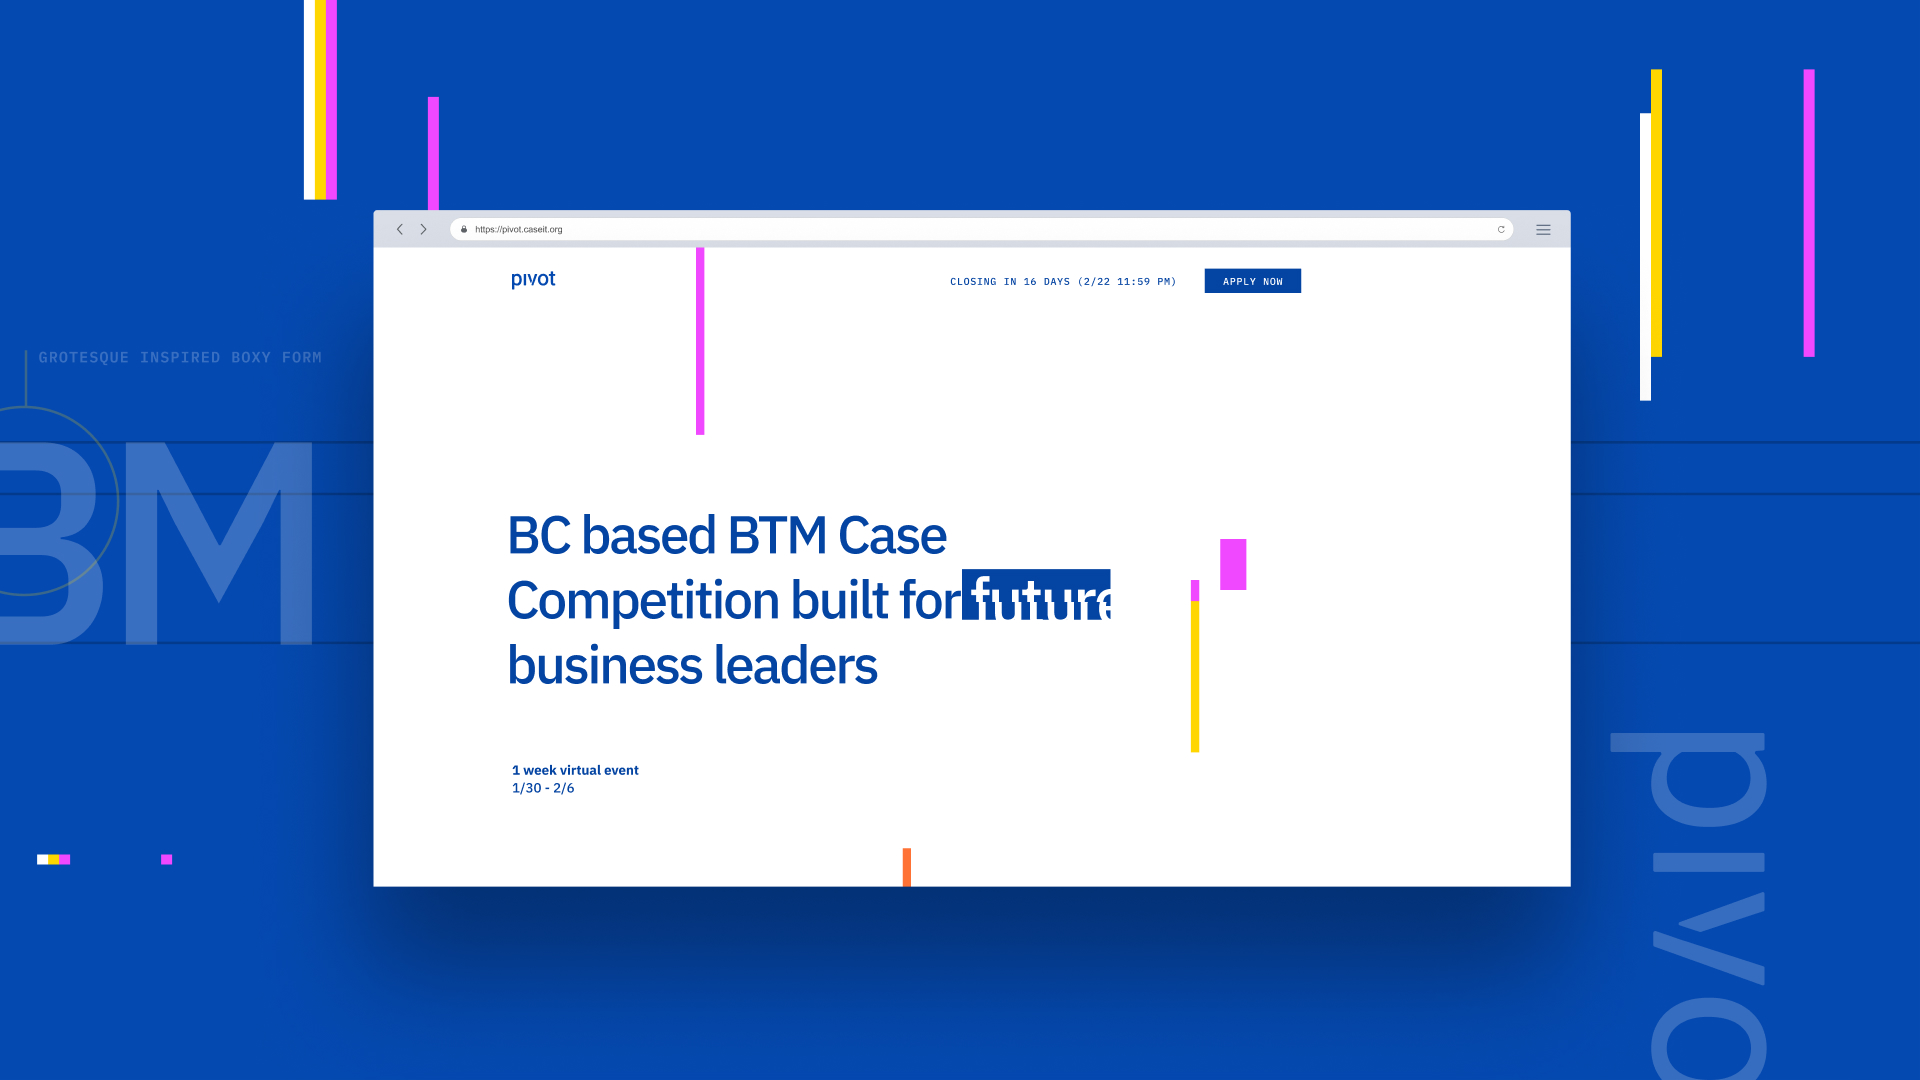 https://pivot.caseit.org
pivot
CLOSING IN 16 DAYS (2/22 11:59 PM)
APPLY NOW
GROTESQUE INSPIRED BOXY FORM
BM
BC based BTM Case
Competition built for future
business leaders
1 week virtual event
1/30 - 2/6
pivo